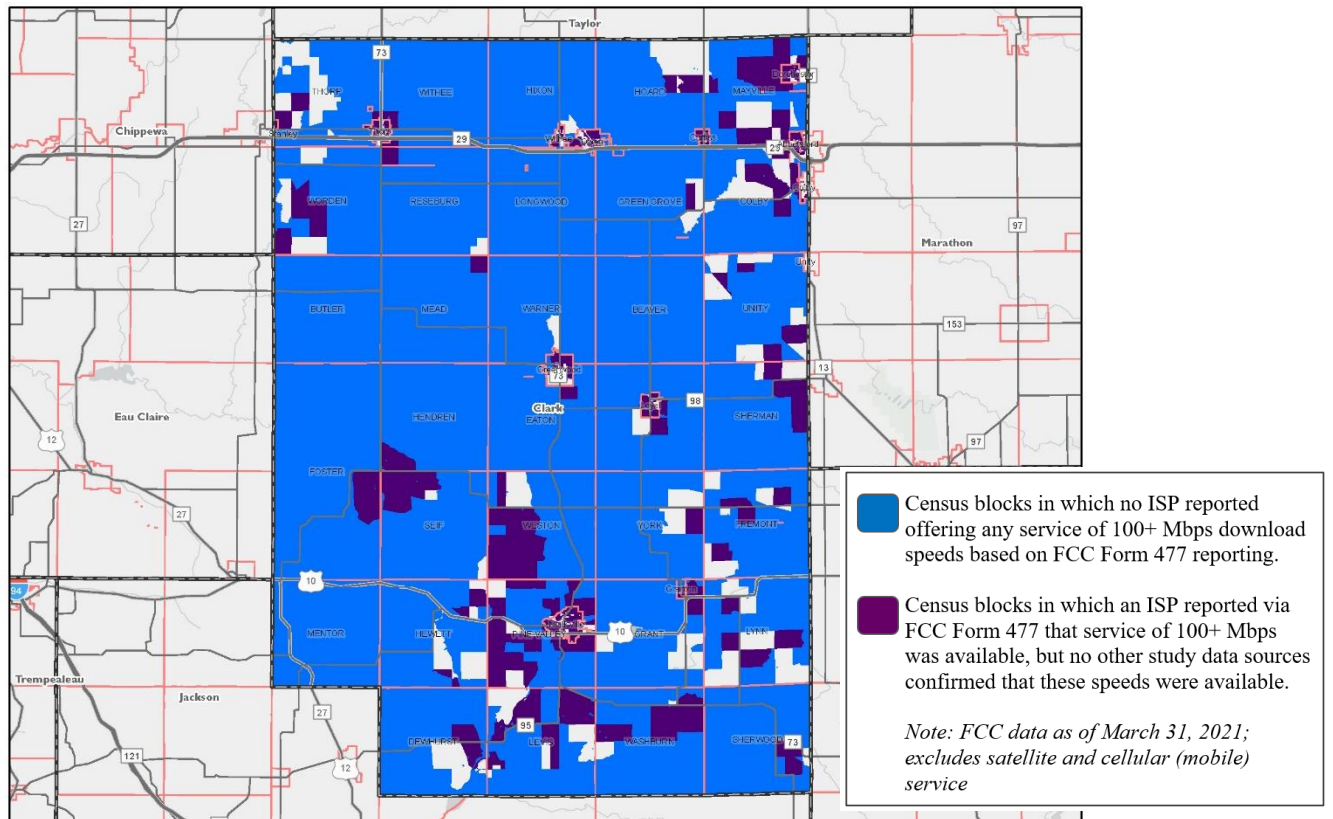 Taylor
73
THORP
WITHEE
HIXON
HOARD
MAYVILLE
Dorchester
Chippewa
Stanley
29
29
27
WORDEN
RESEBURG
LONGWOOD
GREEN GROVE
COLBY
97
Marathon
Unity
BUTLER
MEAD
WARNER
BEAVER
UNITY
153
Greenwood
73
13
Clark
98
Eau Claire
HENDREN
EATON
SHERMAN
12
97
FOSTER
27
SEIF
WESTON
YORK
FREMONT
10
94
MENTOR
HEWETT
PINE VALLEY
10
GRANT
LYNN
Trempealeau
Jackson
27
95
DEWHURST
LEVIS
WASHBURN
SHERWOOD
73
121
12
Census blocks in which no ISP reported
offering any service of 100+ Mbps download
speeds based on FCC Form 477 reporting.
Census blocks in which an ISP reported via
FCC Form 477 that service of 100+ Mbps
was available, but no other study data sources
confirmed that these speeds were available.
Note: FCC data as of March 31, 2021;
excludes satellite and cellular (mobile)
service